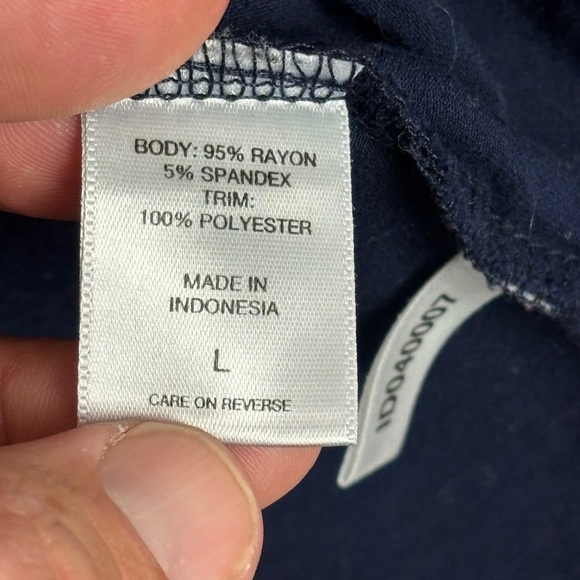 BODY: 95% RAYON
5% SPANDEX
TRIM:
100% POLYESTER
MADE IN
INDONESIA
L
CARE ON REVERSE
ID040007